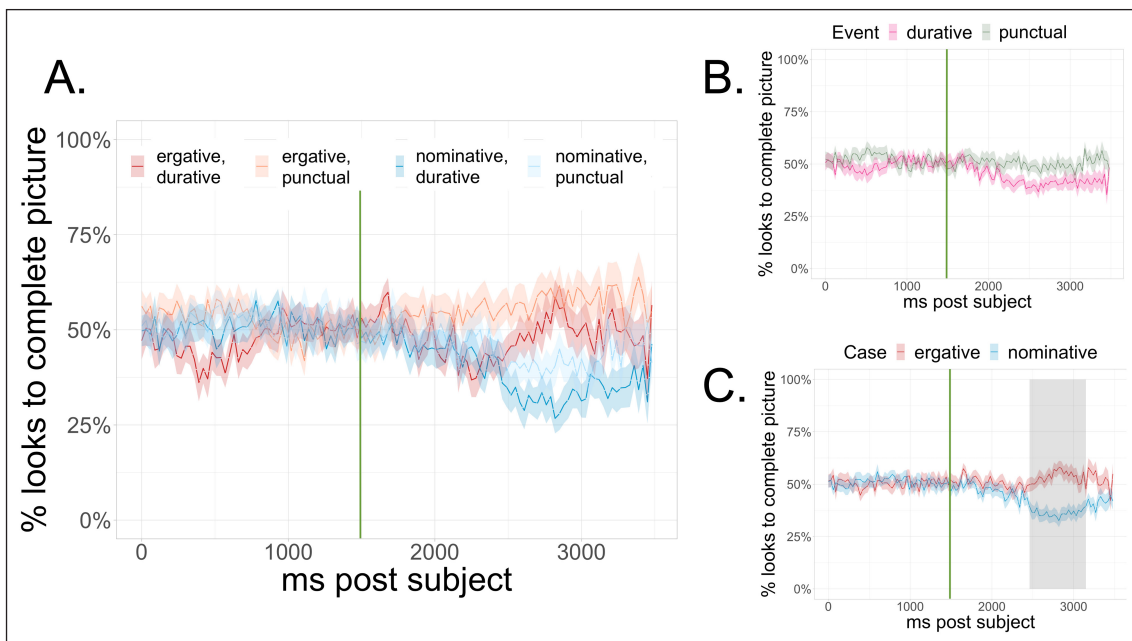 A.
% looks to complete picture
100%
75%
50%
25%
0%
ergative, durative
ergative, punctual
nominative, durative
nominative, punctual
0 1000 2000 3000
ms post subject
B.
Event durative punctual
% looks to complete picture
100%
75%
50%
25%
0%
0 1000 2000 3000
ms post subject
C.
Case ergative nominative
% looks to complete picture
100%
75%
50%
25%
0%
0 1000 2000 3000
ms post subject